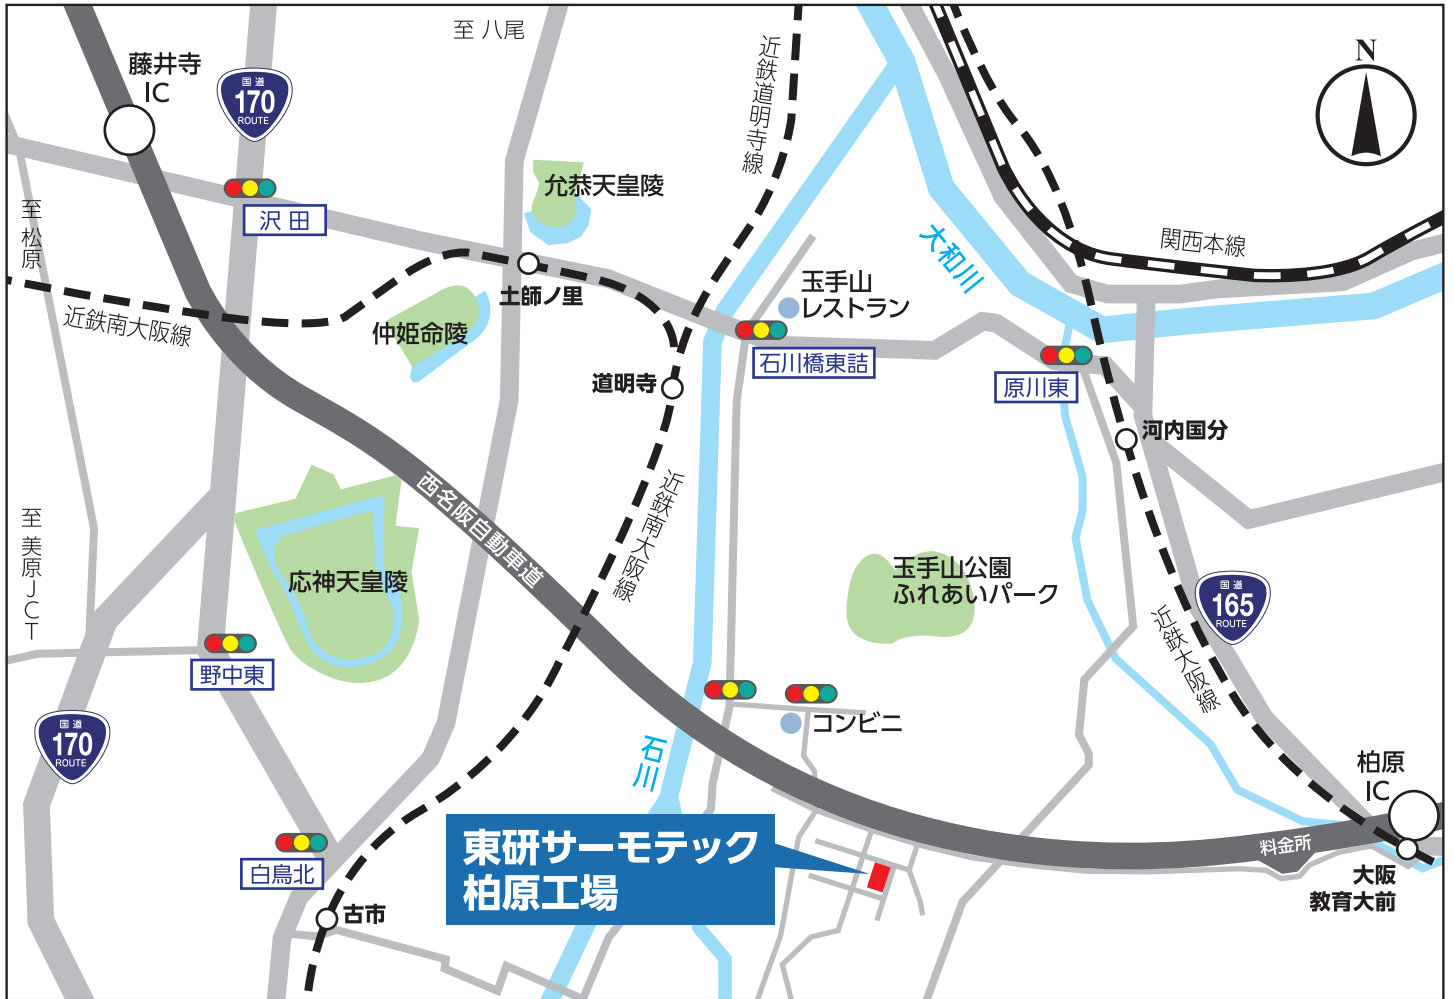 至 八尾
藤井寺
IC
国道
170
ROUTE
近鉄道明寺線
N
允恭天皇陵
沢田
至 松原
関西本線
大和川
玉手山
レストラン
土師ノ里
近鉄南大阪線
仲姫命陵
石川橋東詰
原川東
道明寺
河内国分
西名阪自動車道
近鉄南大阪線
至 美原JCT
応神天皇陵
玉手山公園
ふれあいパーク
国道
165
ROUTE
近鉄大阪線
野中東
国道
170
ROUTE
コンビニ
石川
柏原
IC
東研サーモテック
柏原工場
料金所
白鳥北
大阪
教育大前
古市